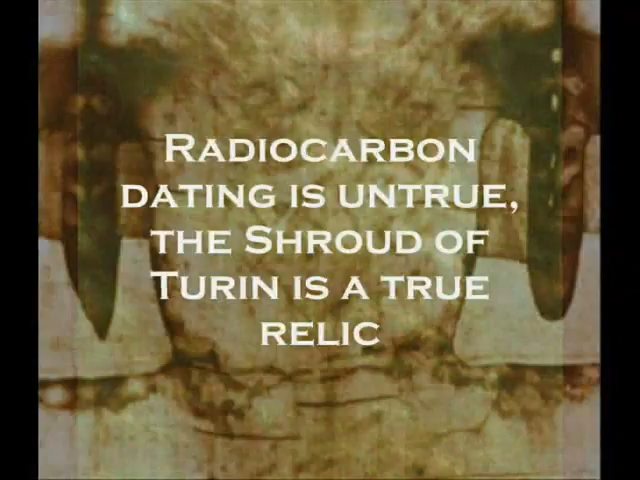 Radiocarbon
dating is untrue,
the Shroud of
Turin is a true
relic